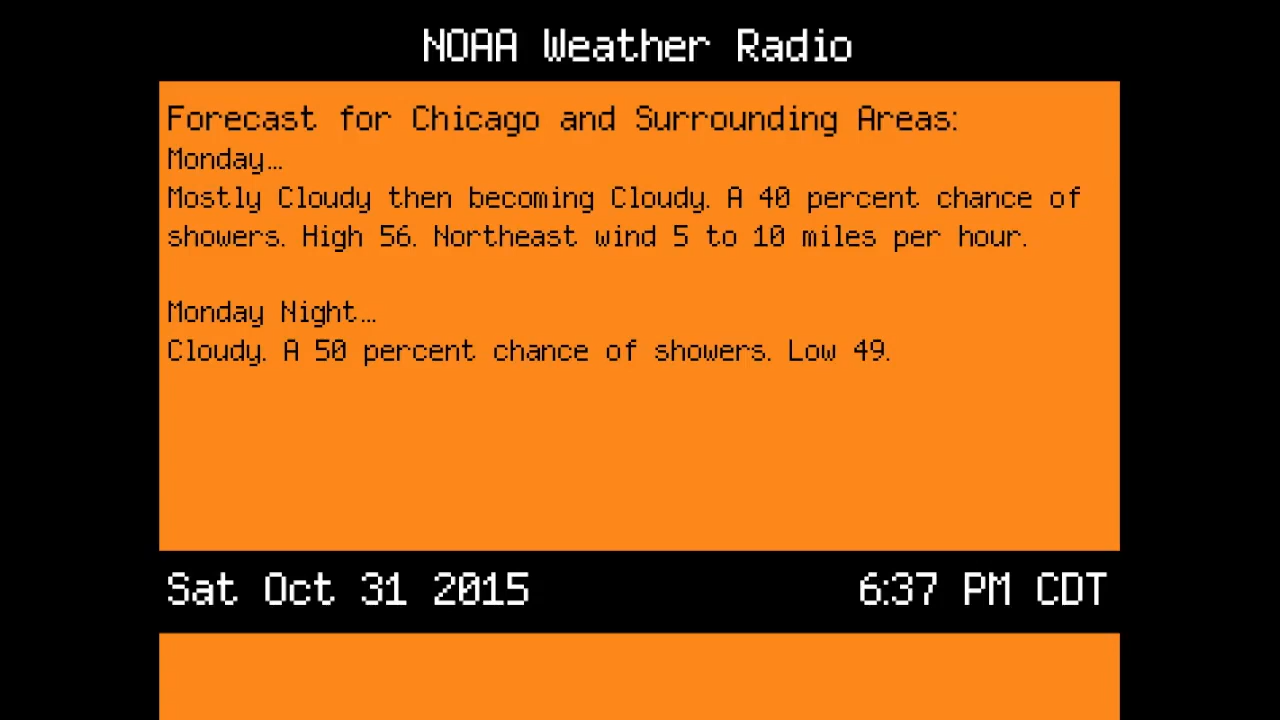 NOAA Weather Radio
Forecast for Chicago and Surrounding Areas:
Monday...
Mostly Cloudy then becoming Cloudy. A 40 percent chance of
showers. High 56. Northeast wind 5 to 10 miles per hour.
Monday Night...
Cloudy. A 50 percent chance of showers. Low 49.
Sat Oct 31 2015 6:37 PM CDT